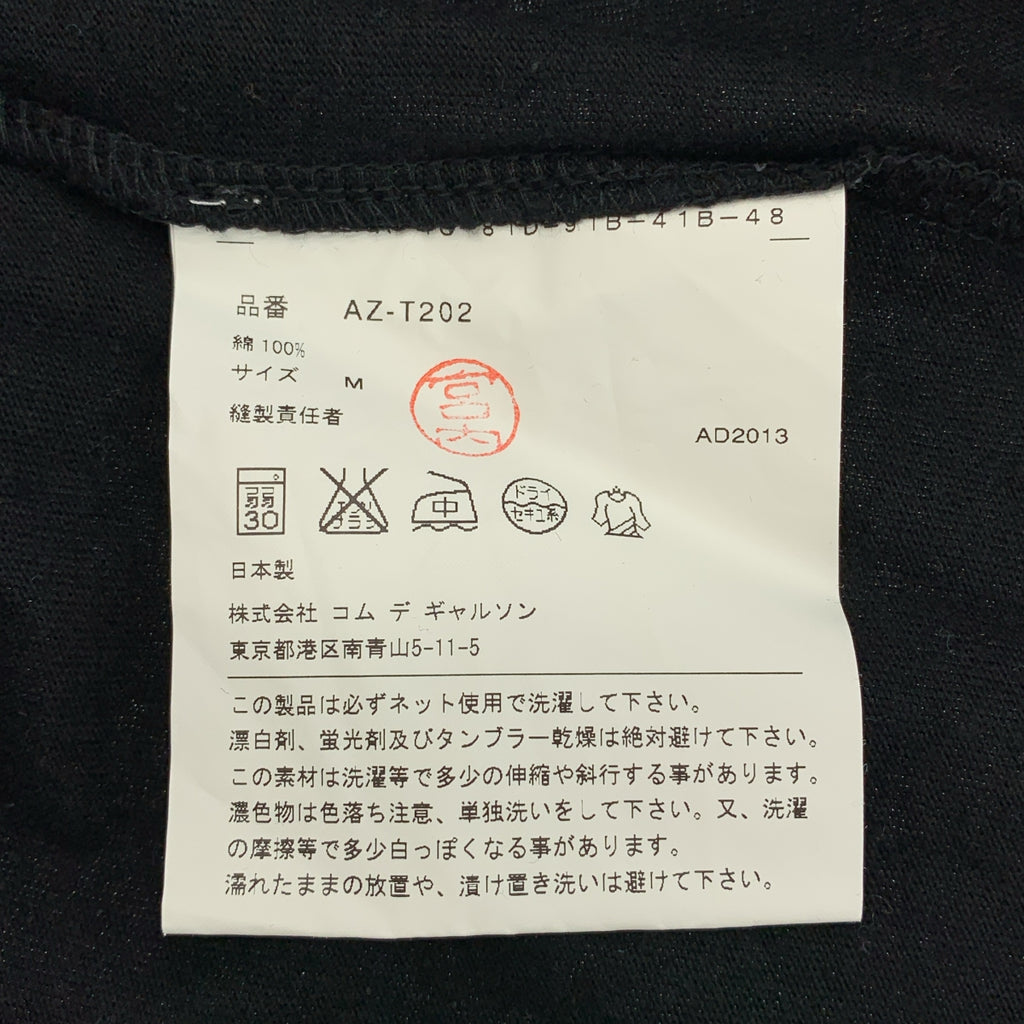 81D-91B-41B-48
品番 AZ-T202
綿 100%
サイズ M
縫製責任者
AD2013
弱
30
中
ドライ
セキユ系
日本製
株式会社 コム デ ギャルソン
東京都港区南青山5-11-5
この製品は必ずネット使用で洗濯して下さい。
漂白剤、蛍光剤及びタンブラー乾燥は絶対避けて下さい。
この素材は洗濯等で多少の伸縮や斜行する事があります。
濃色物は色落ち注意、単独洗いをして下さい。又、洗濯
の摩擦等で多少白っぽくなる事があります。
濡れたままの放置や、漬け置き洗いは避けて下さい。